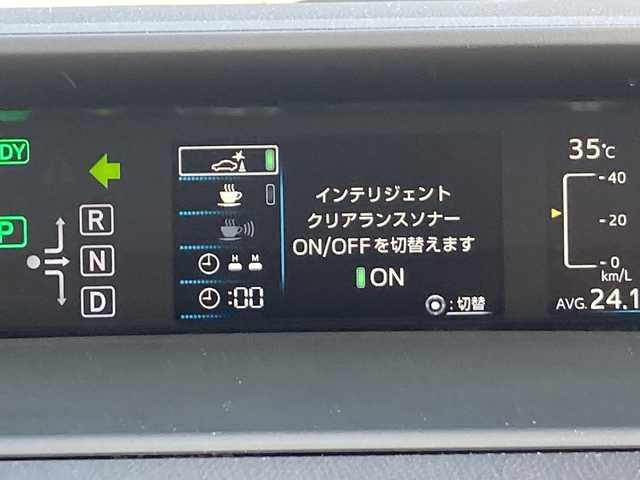 DY
P
R
N
D
H M
:00
インテリジェント
クリアランスソナー
ON/OFFを切替えます
ON
:切替
35℃
40
20
0
km/L
AVG. 24.1